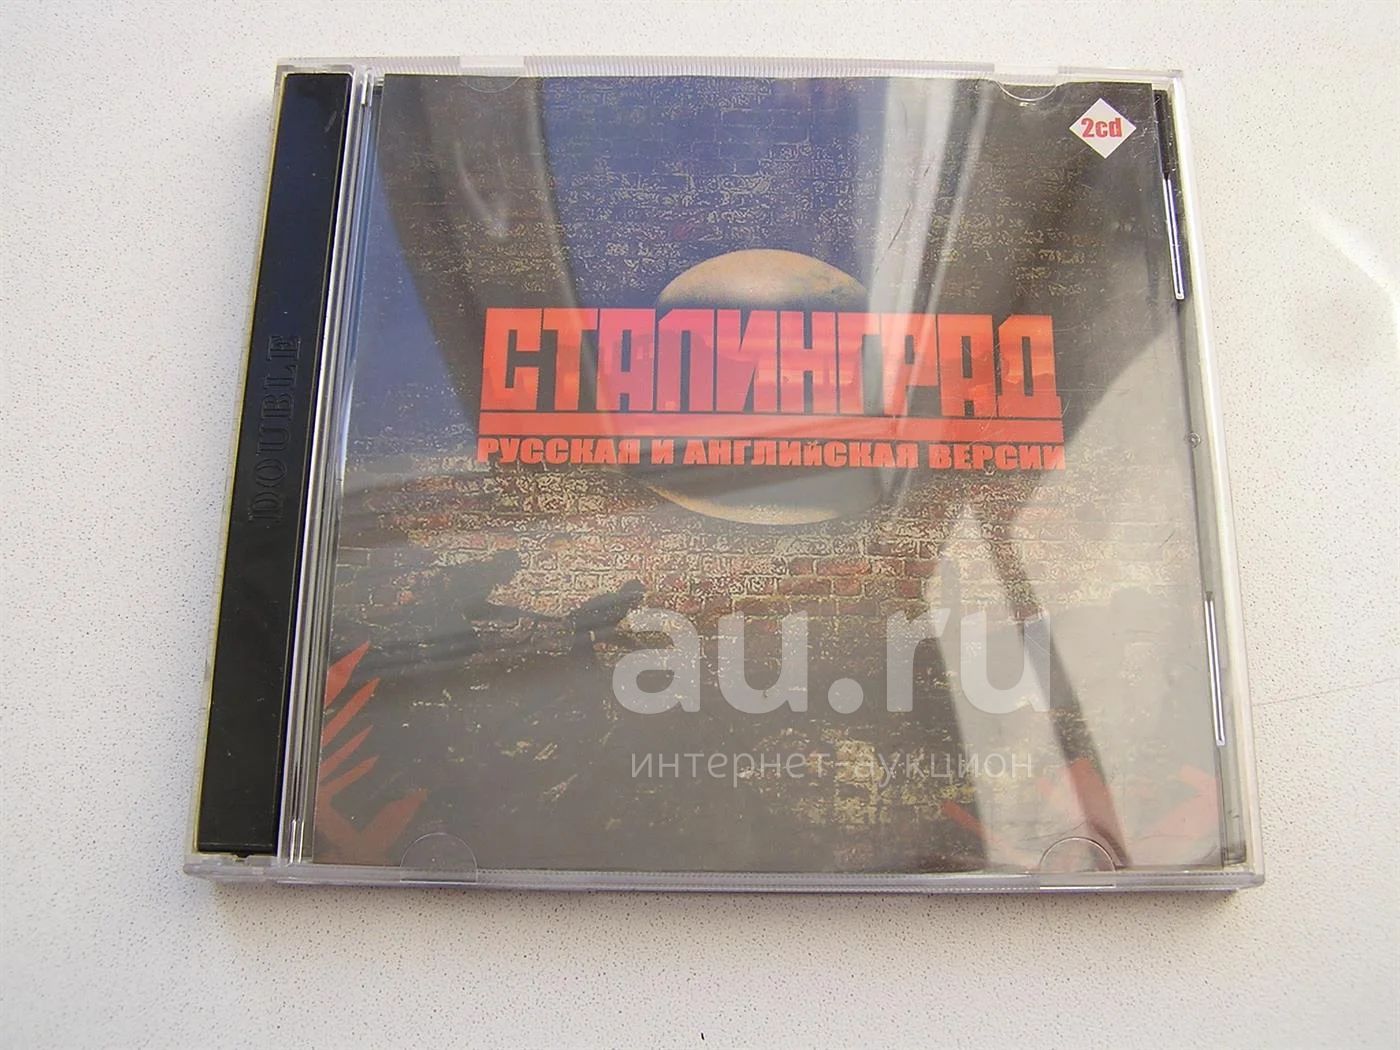 2cd
СТАЛИНГРАД
РУССКАЯ И АНГЛИЙСКАЯ ВЕРСИИ
DOUBLE
au.ru
интернет-аукцион